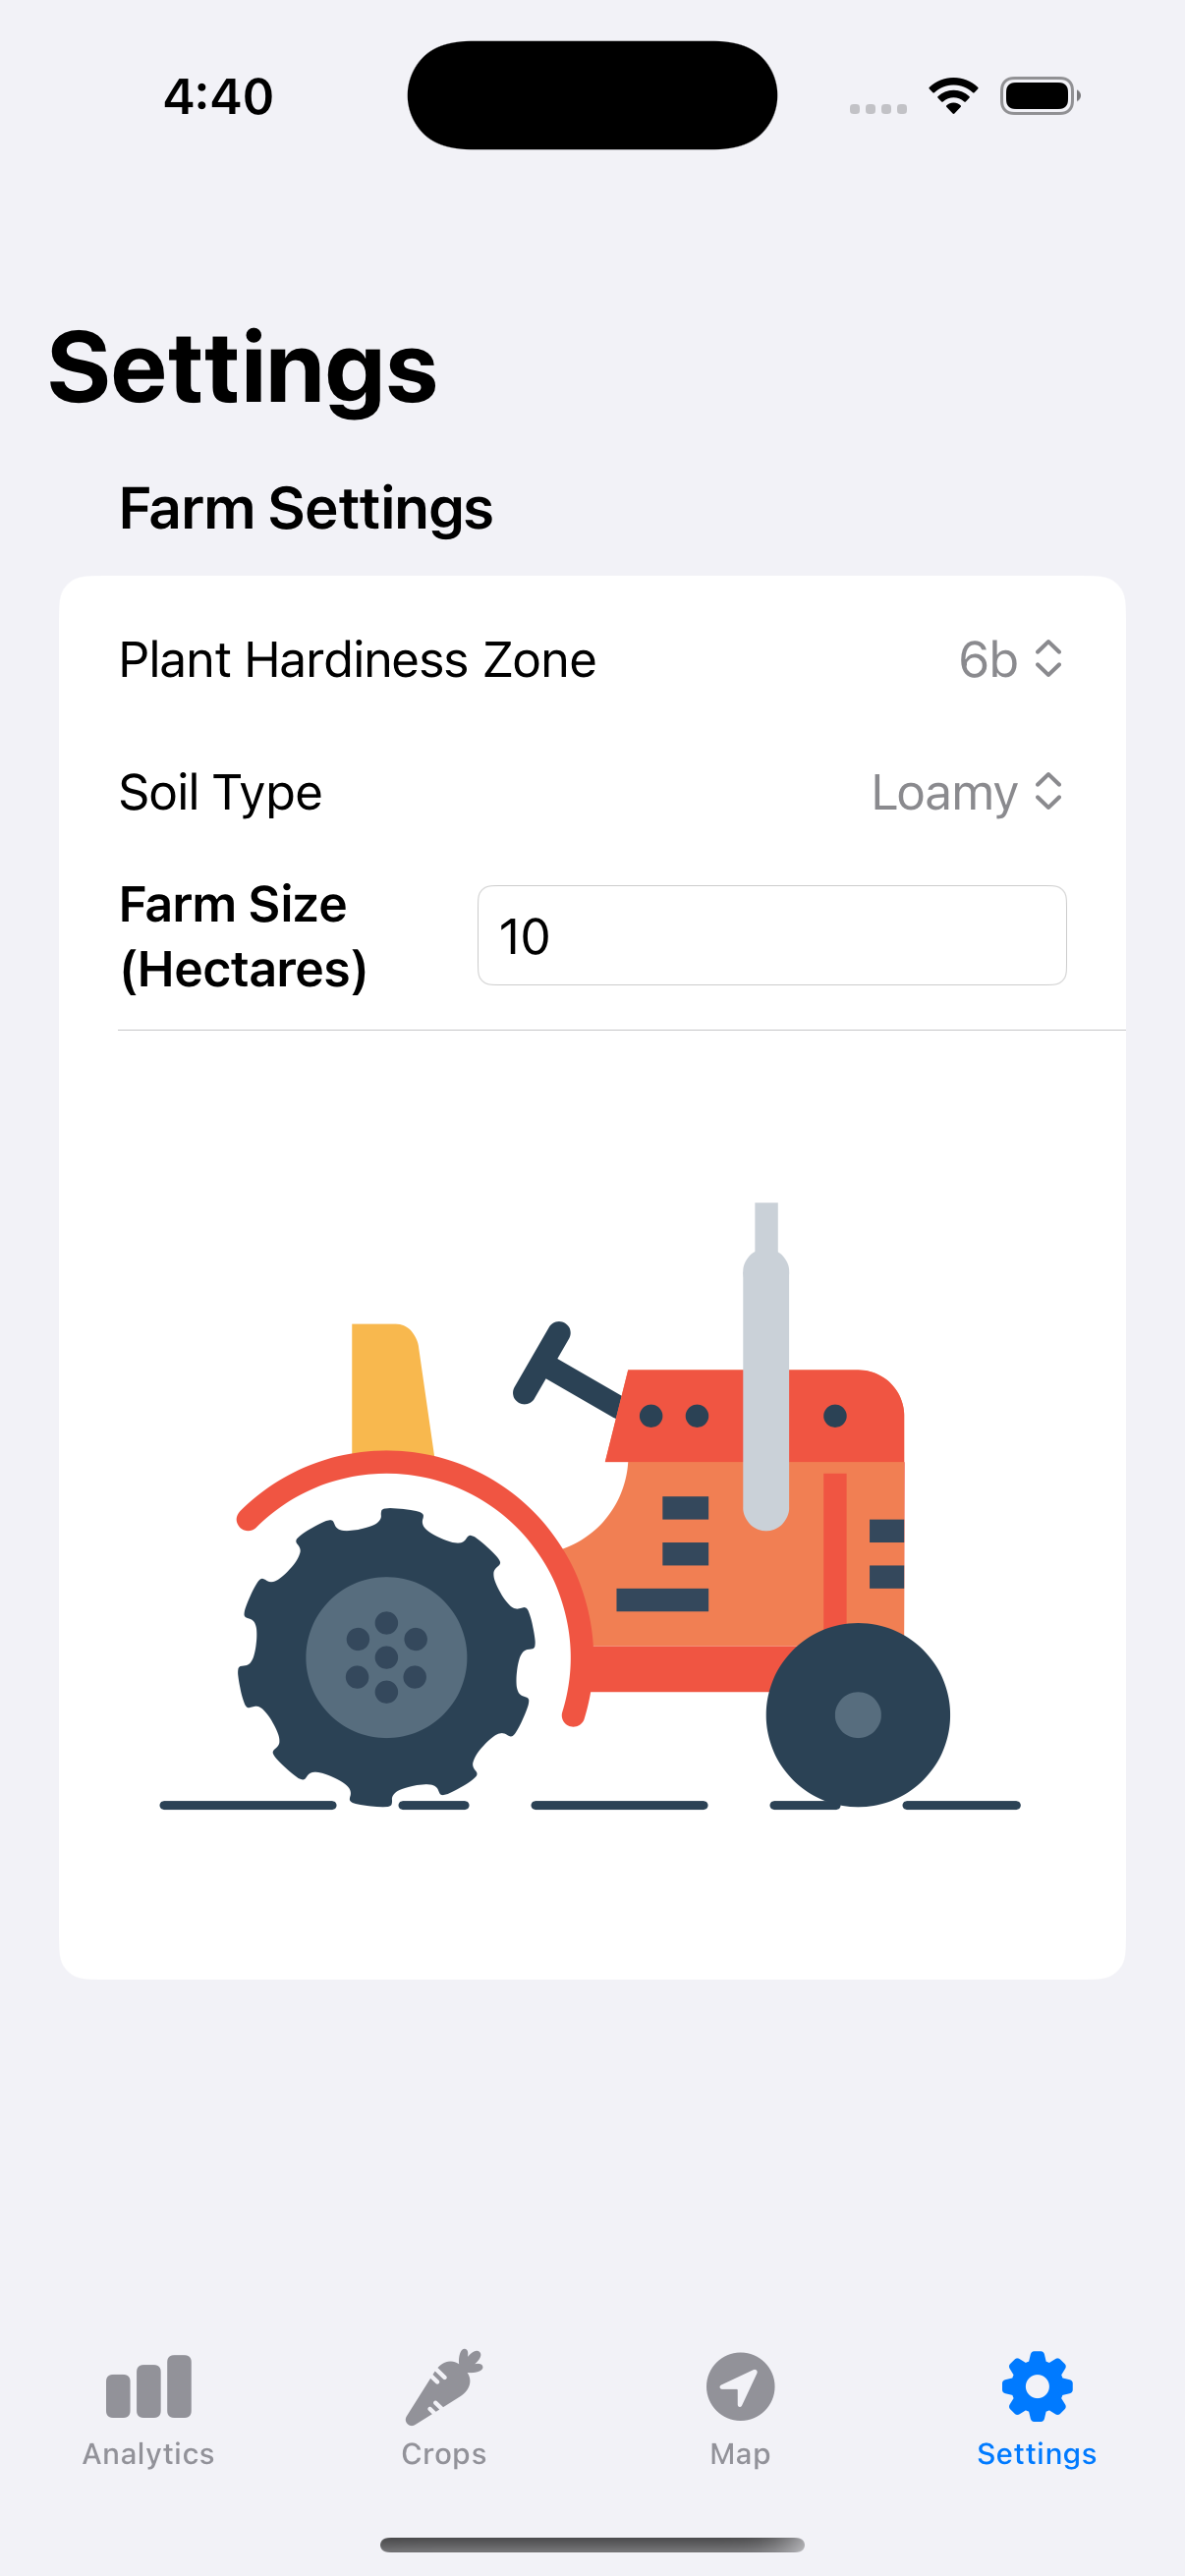 4:40
Settings
Farm Settings
Plant Hardiness Zone 6b
Soil Type Loamy
Farm Size
(Hectares)
10
Analytics Crops Map Settings